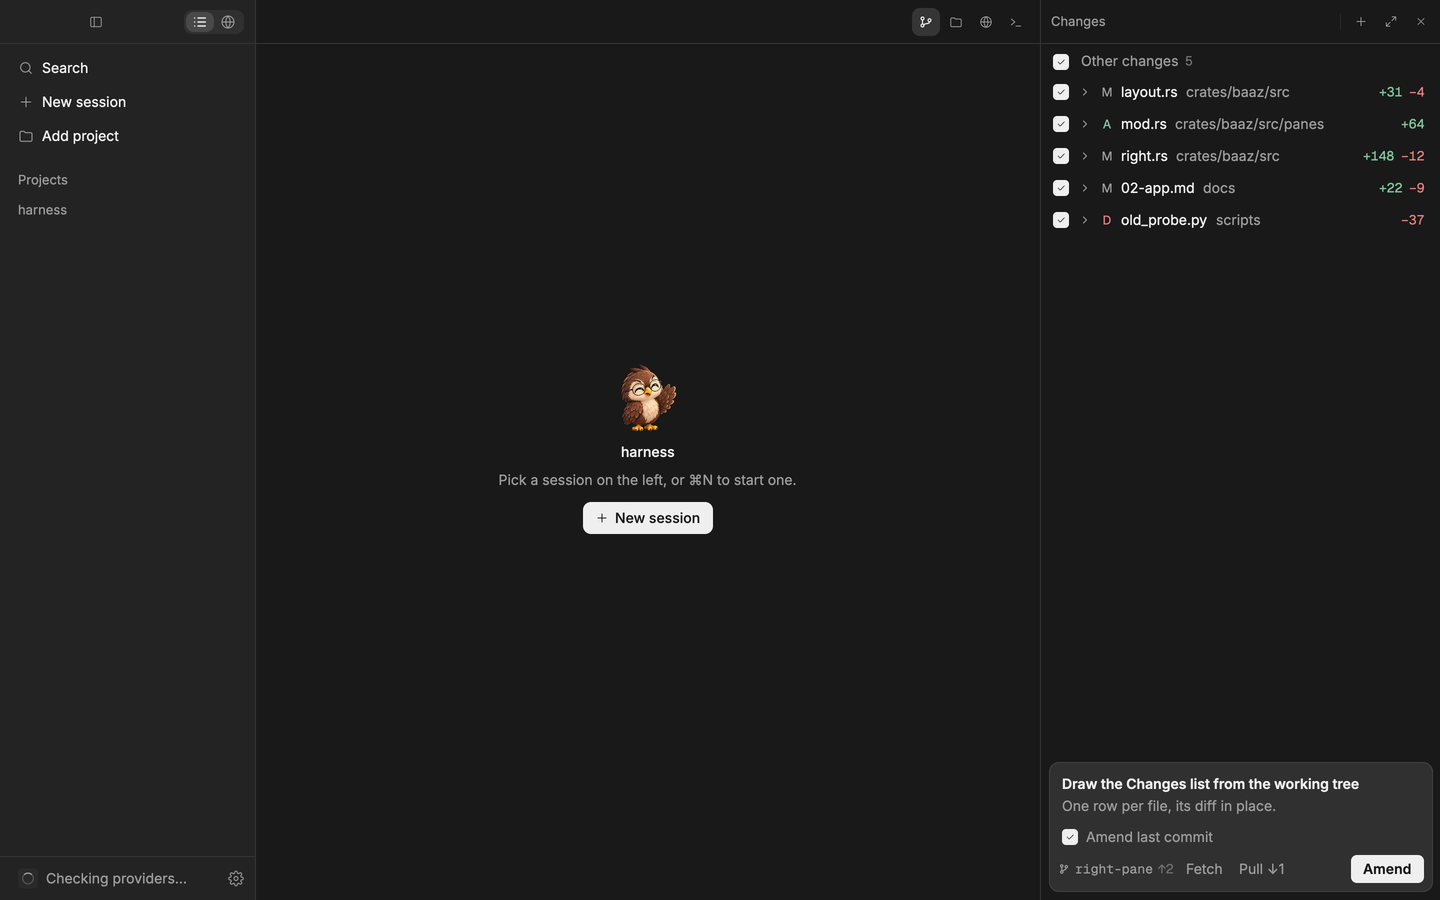 Search
New session
Add project
Projects
harness
Checking providers...
harness
Pick a session on the left, or ⌘N to start one.
+ New session
Changes
Other changes 5
M layout.rs crates/baaz/src +31 −4
A mod.rs crates/baaz/src/panes +64
M right.rs crates/baaz/src +148 −12
M 02-app.md docs +22 −9
D old_probe.py scripts −37
Draw the Changes list from the working tree
One row per file, its diff in place.
Amend last commit
right-pane ↑2 Fetch Pull ↓1 Amend